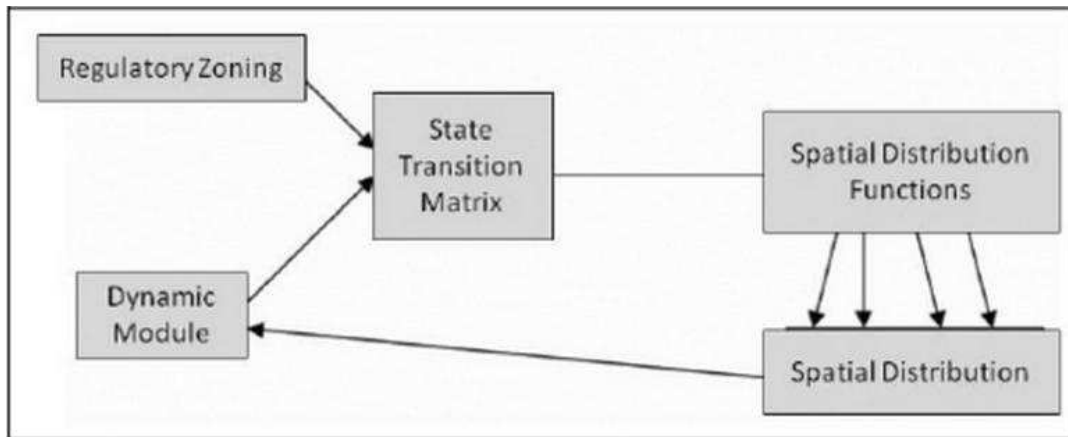 Regulatory Zoning
State
Transition
Matrix
Spatial Distribution
Functions
Dynamic
Module
Spatial Distribution